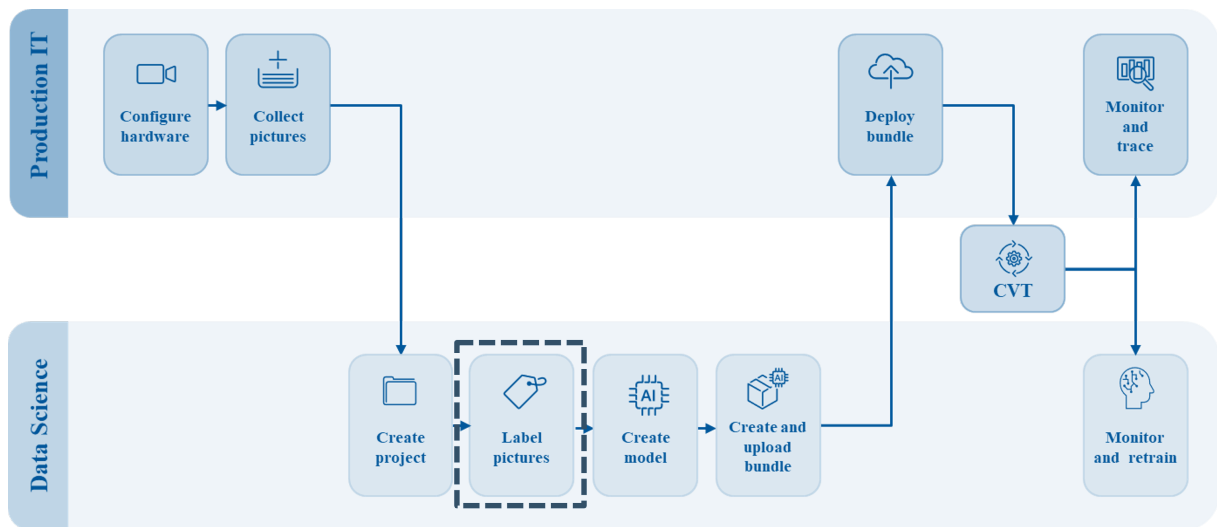 Production IT
Configure
hardware
Collect
pictures
Deploy
bundle
Monitor
and
trace
CVT
Data Science
Create
project
Label
pictures
AI
Create
model
AI
Create and
upload
bundle
Monitor
and retrain